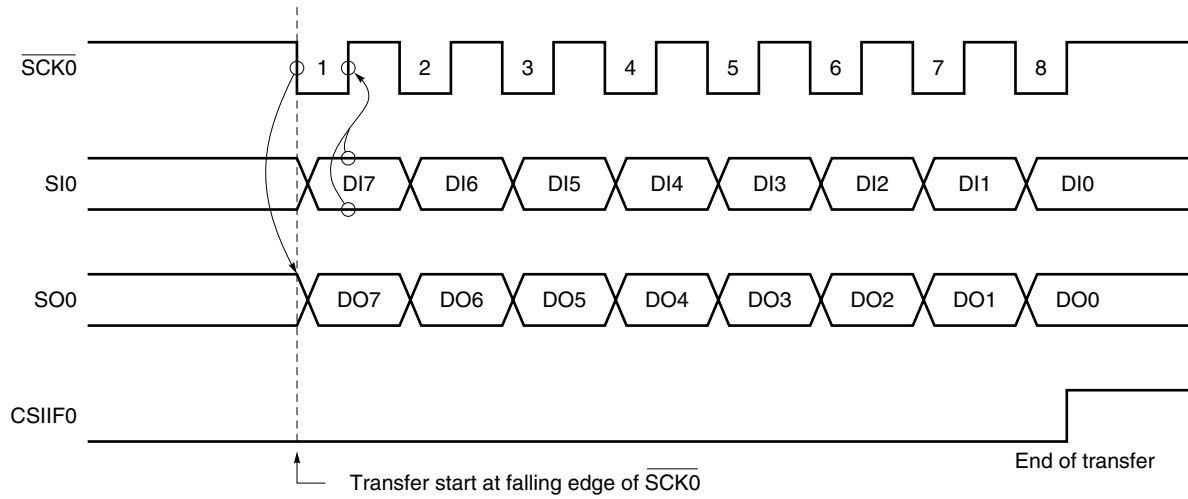 SCK0 1 2 3 4 5 6 7 8
SI0 DI7 DI6 DI5 DI4 DI3 DI2 DI1 DI0
SO0 DO7 DO6 DO5 DO4 DO3 DO2 DO1 DO0
CSIIF0
End of transfer
Transfer start at falling edge of SCK0